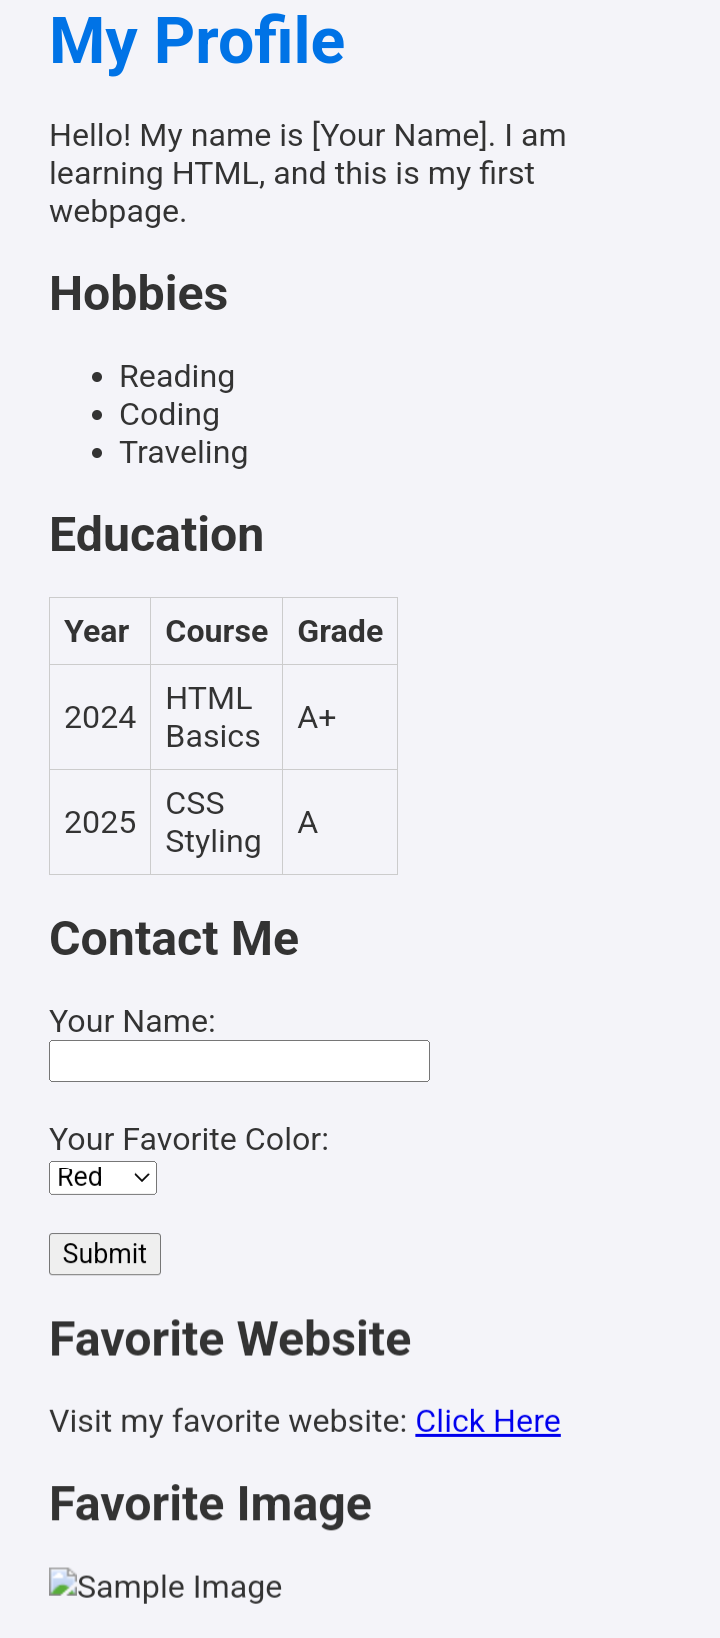 My Profile
Hello! My name is [Your Name]. I am
learning HTML, and this is my first
webpage.
Hobbies
• Reading
• Coding
• Traveling
Education
Year Course Grade
2024 HTML Basics A+
2025 CSS Styling A
Contact Me
Your Name:
Your Favorite Color:
Red
Submit
Favorite Website
Visit my favorite website: Click Here
Favorite Image
Sample Image